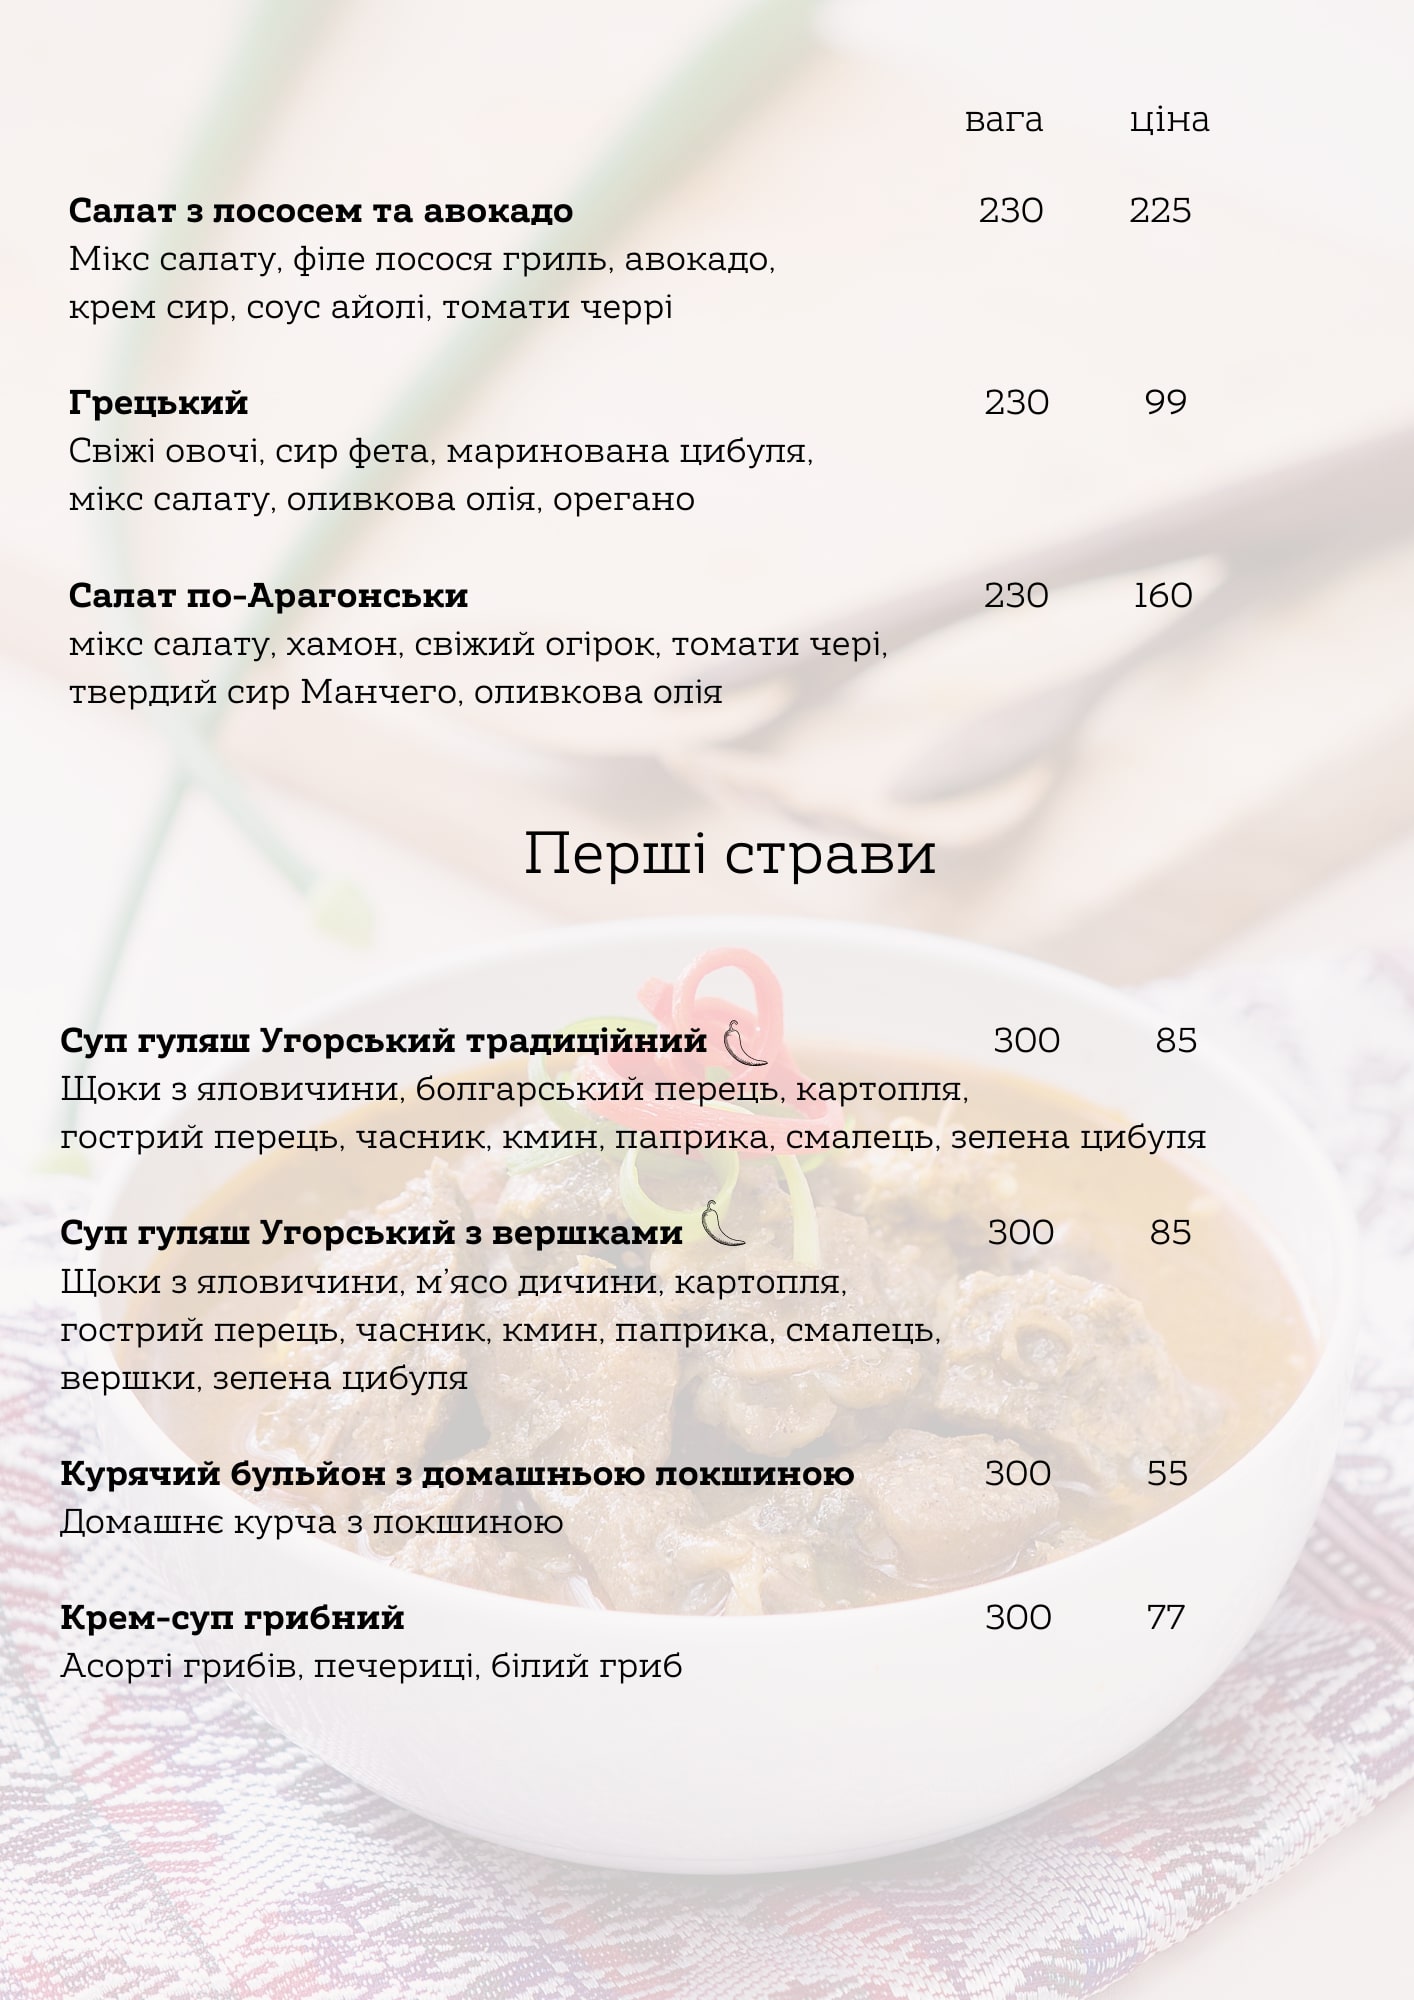 вага ціна
Салат з лососем та авокадо 230 225
Мікс салату, філе лосося гриль, авокадо,
крем сир, соус айолі, томати черрі
Грецький 230 99
Свіжі овочі, сир фета, маринована цибуля,
мікс салату, оливкова олія, орегано
Салат по-Арагонськи 230 160
мікс салату, хамон, свіжий огірок, томати чері,
твердий сир Манчего, оливкова олія
Перші страви
Суп гуляш Угорський традиційний 300 85
Щоки з яловичини, болгарський перець, картопля,
гострий перець, часник, кмин, паприка, смалець, зелена цибуля
Суп гуляш Угорський з вершками 300 85
Щоки з яловичини, м’ясо дичини, картопля,
гострий перець, часник, кмин, паприка, смалець,
вершки, зелена цибуля
Курячий бульйон з домашньою локшиною 300 55
Домашнє курча з локшиною
Крем-суп грибний 300 77
Асорті грибів, печериці, білий гриб